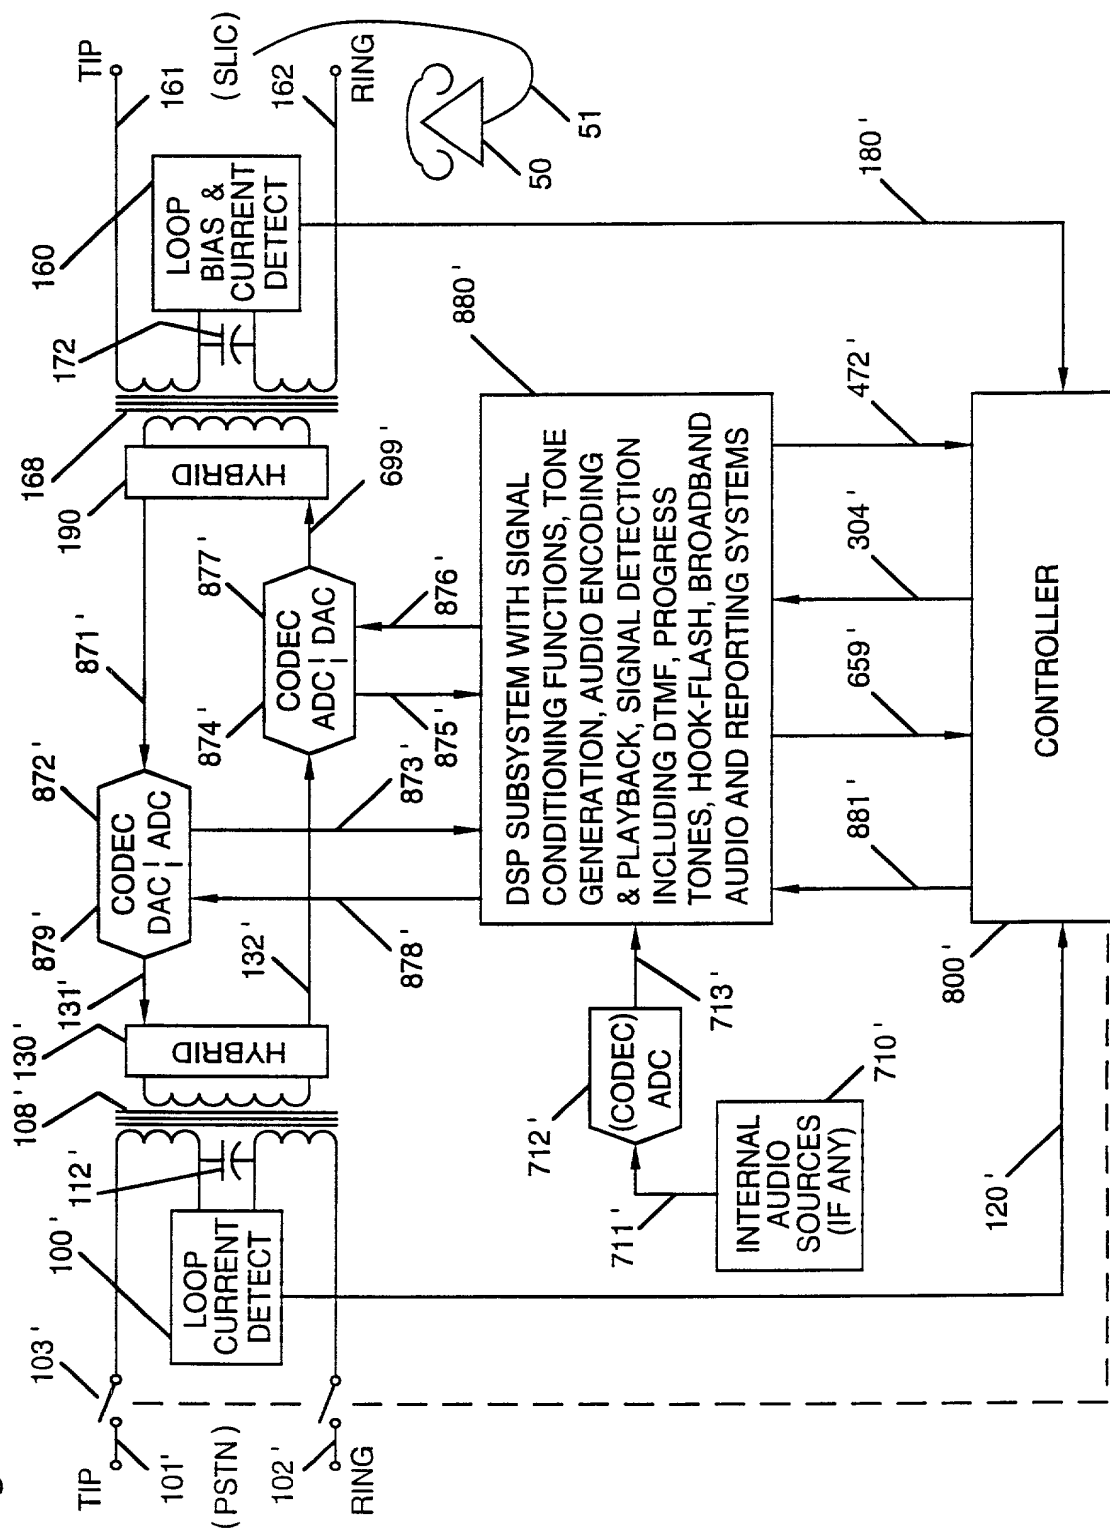 TIP
161
(SLIC)
162
RING
50
51
160
LOOP
BIAS &
CURRENT
DETECT
172
168
190
HYBRID
699'
180'
871'
872'
CODEC
DAC ADC
879'
131'
877'
CODEC
ADC DAC
874'
876'
875'
873'
878'
132'
880'
DSP SUBSYSTEM WITH SIGNAL
CONDITIONING FUNCTIONS, TONE
GENERATION, AUDIO ENCODING
& PLAYBACK, SIGNAL DETECTION
INCLUDING DTMF, PROGRESS
TONES, HOOK-FLASH, BROADBAND
AUDIO AND REPORTING SYSTEMS
472'
304'
659'
881'
CONTROLLER
800'
130'
HYBRID
108'
112'
100'
LOOP
CURRENT
DETECT
103'
TIP
101'
(PSTN)
102'
RING
713'
(CODEC)
ADC
712'
711'
710'
INTERNAL
AUDIO
SOURCES
(IF ANY)
120'